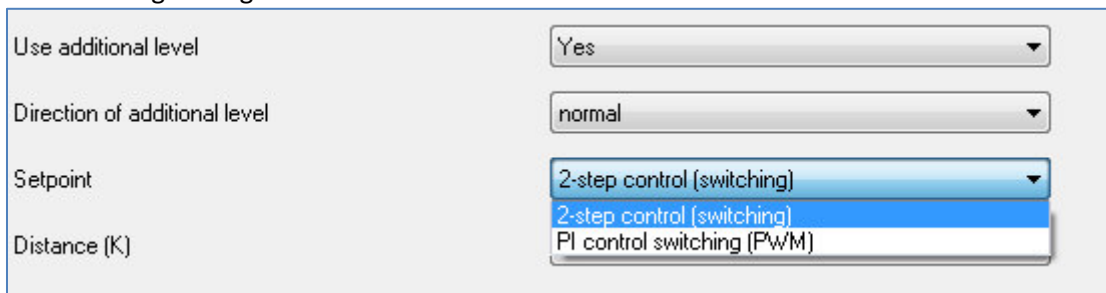 Use additional level Yes
Direction of additional level normal
Setpoint 2-step control (switching)
2-step control (switching)
PI control switching (PWM)
Distance (K)